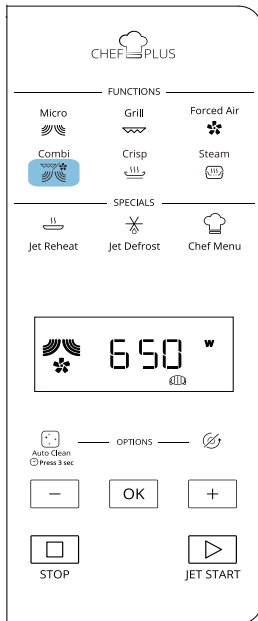 CHEF PLUS
FUNCTIONS
Micro Grill Forced Air
Combi Crisp Steam
SPECIALS
Jet Reheat Jet Defrost Chef Menu
650 W
OPTIONS
Auto Clean
Press 3 sec
- OK +
STOP JET START